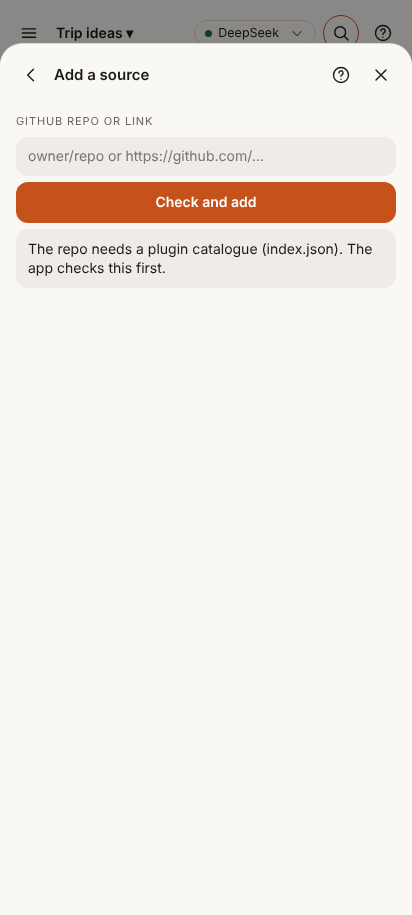 Trip ideas ▾
DeepSeek
Add a source
GITHUB REPO OR LINK
owner/repo or https://github.com/...
Check and add
The repo needs a plugin catalogue (index.json). The
app checks this first.